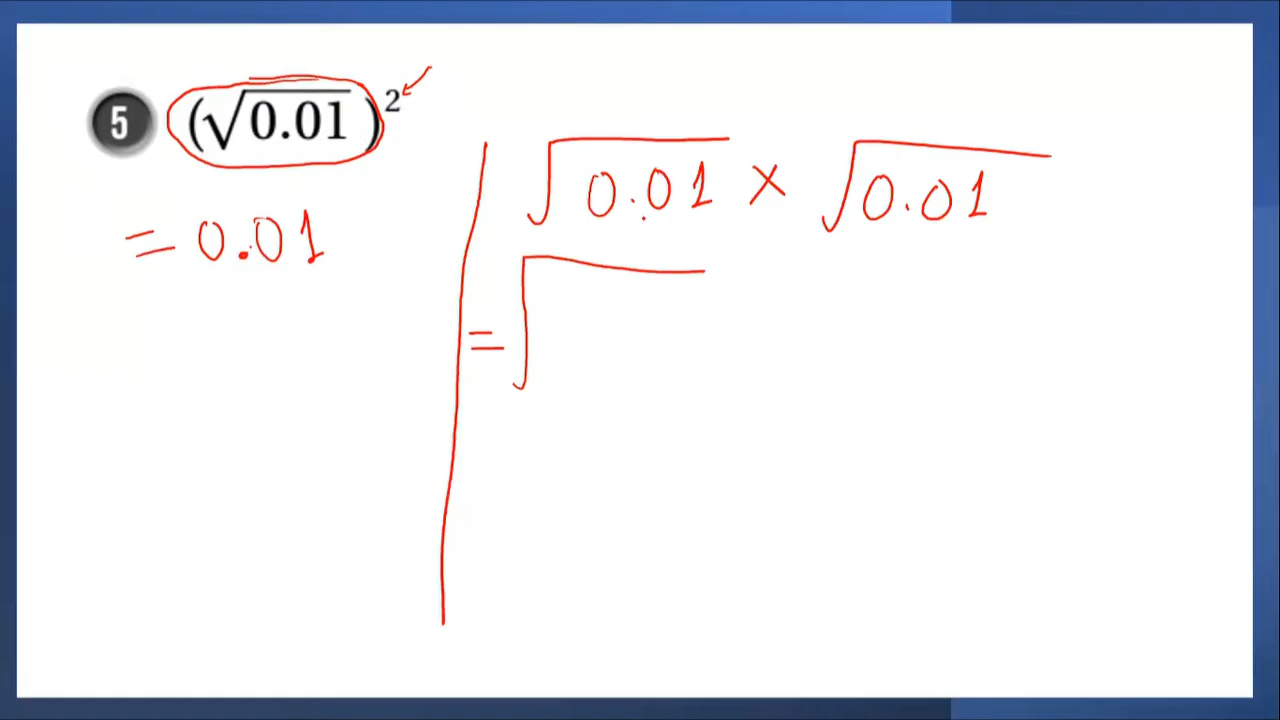 5 (√0.01)²
= 0.01
√0.01 × √0.01
= √